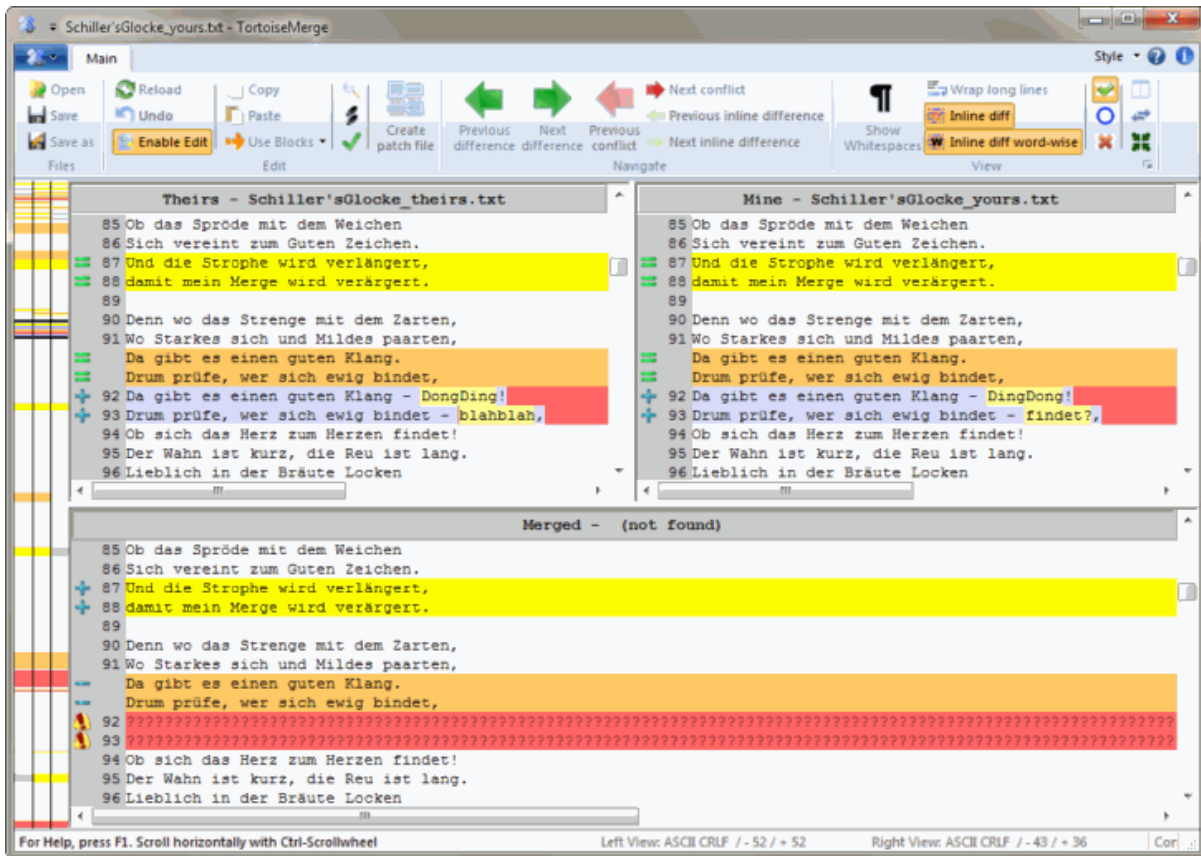 Schiller'sGlocke_yours.txt - TortoiseMerge
Main
Style
Open
Reload
Copy
Next conflict
Wrap long lines
Save
Undo
Paste
Previous inline difference
Inline diff
Save as
Enable Edit
Use Blocks
Create patch file
Previous difference
Next difference
Previous conflict
Next inline difference
Show Whitespaces
Inline diff word-wise
Files
Edit
Navigate
View
Theirs - Schiller'sGlocke_theirs.txt
85 Ob das Spröde mit dem Weichen
86 Sich vereint zum Guten Zeichen.
87 Und die Strophe wird verlängert,
88 damit mein Merge wird verärgert.
89
90 Denn wo das Strenge mit dem Zarten,
91 Wo Starkes sich und Mildes paarten,
Da gibt es einen guten Klang.
Drum prüfe, wer sich ewig bindet,
92 Da gibt es einen guten Klang - DongDing!
93 Drum prüfe, wer sich ewig bindet - blahblah,
94 Ob sich das Herz zum Herzen findet!
95 Der Wahn ist kurz, die Reu ist lang.
96 Lieblich in der Bräute Locken
Mine - Schiller'sGlocke_yours.txt
85 Ob das Spröde mit dem Weichen
86 Sich vereint zum Guten Zeichen.
87 Und die Strophe wird verlängert,
88 damit mein Merge wird verärgert.
89
90 Denn wo das Strenge mit dem Zarten,
91 Wo Starkes sich und Mildes paarten,
Da gibt es einen guten Klang.
Drum prüfe, wer sich ewig bindet,
92 Da gibt es einen guten Klang - DingDong!
93 Drum prüfe, wer sich ewig bindet - findet?,
94 Ob sich das Herz zum Herzen findet!
95 Der Wahn ist kurz, die Reu ist lang.
96 Lieblich in der Bräute Locken
Merged - (not found)
85 Ob das Spröde mit dem Weichen
86 Sich vereint zum Guten Zeichen.
87 Und die Strophe wird verlängert,
88 damit mein Merge wird verärgert.
89
90 Denn wo das Strenge mit dem Zarten,
91 Wo Starkes sich und Mildes paarten,
Da gibt es einen guten Klang.
Drum prüfe, wer sich ewig bindet,
92 ???????????????????????????????????????????????????????????????????????????????????????????????????????????????????
93 ???????????????????????????????????????????????????????????????????????????????????????????????????????????????????
94 Ob sich das Herz zum Herzen findet!
95 Der Wahn ist kurz, die Reu ist lang.
96 Lieblich in der Bräute Locken
For Help, press F1. Scroll horizontally with Ctrl-Scrollwheel
Left View: ASCII CRLF / - 52 / + 52
Right View: ASCII CRLF / - 43 / + 36